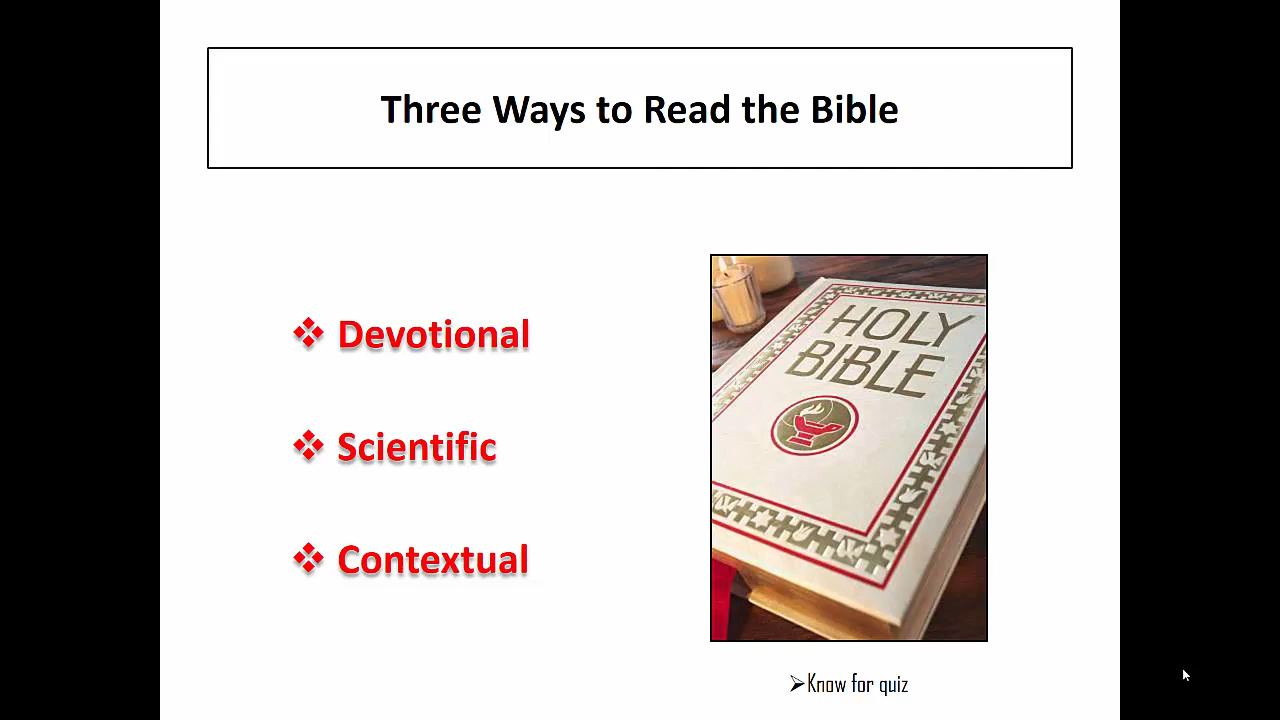 Three Ways to Read the Bible
❖ Devotional
❖ Scientific
❖ Contextual
HOLY
BIBLE
➢Know for quiz